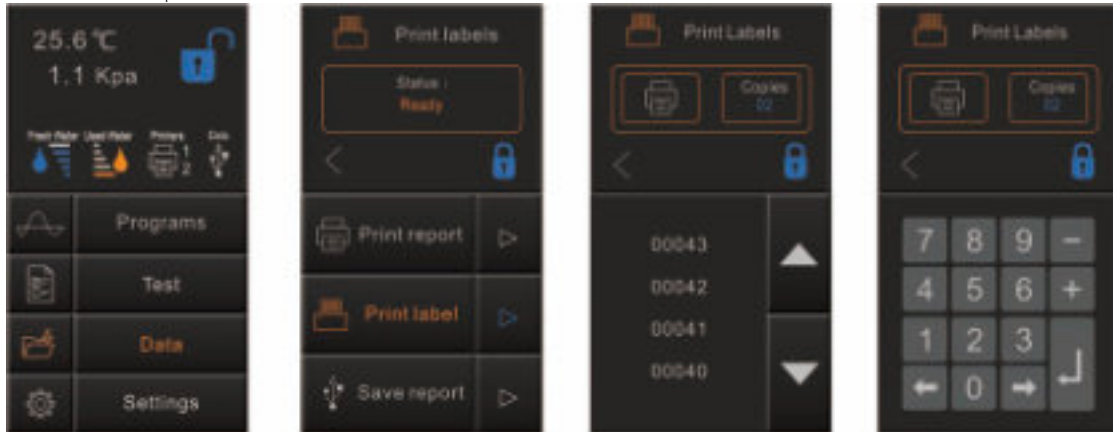 25.6℃
1.1 Kpa
Fresh Water Used Water Printers Data
1
2
Programs
Test
Data
Settings
Print labels
Status :
Ready
Print report
Print label
Save report
Print Labels
Copies
02
00043
00042
00041
00040
Print Labels
Copies
02
7 8 9 -
4 5 6 +
1 2 3
0